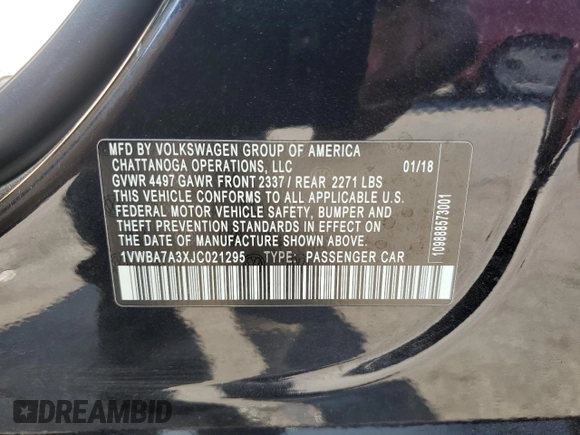 MFD BY VOLKSWAGEN GROUP OF AMERICA
CHATTANOGA OPERATIONS, LLC 01/18
GVWR 4497 GAWR FRONT 2337 / REAR 2271 LBS
THIS VEHICLE CONFORMS TO ALL APPLICABLE U.S.
FEDERAL MOTOR VEHICLE SAFETY, BUMPER AND
THEFT PREVENTION STANDARDS IN EFFECT ON
THE DATE OF MANUFACTURE SHOWN ABOVE.
1VWBA7A3XJC021295 TYPE: PASSENGER CAR
10988573001
DREAMBID